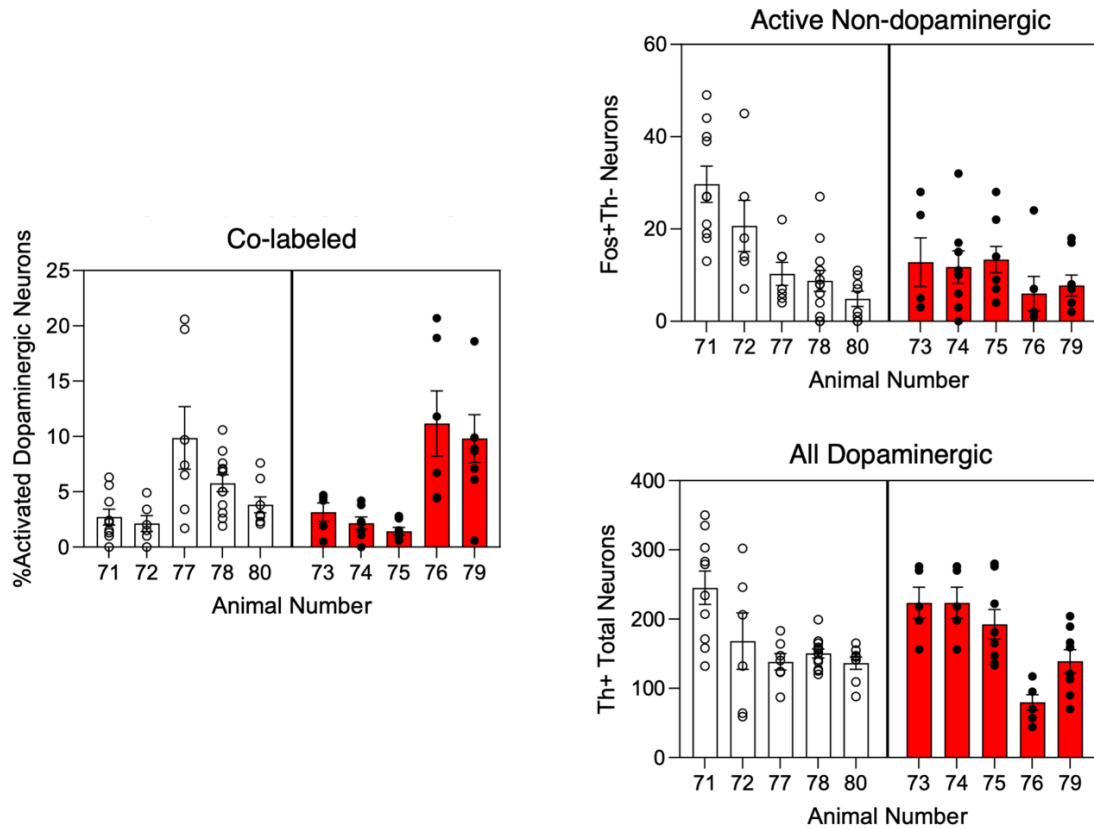 Co-labeled
%Activated Dopaminergic Neurons
25
20
15
10
5
0
71 72 77 78 80 73 74 75 76 79
Animal Number
Active Non-dopaminergic
Fos+Th- Neurons
60
40
20
0
71 72 77 78 80 73 74 75 76 79
Animal Number
All Dopaminergic
Th+ Total Neurons
400
300
200
100
0
71 72 77 78 80 73 74 75 76 79
Animal Number